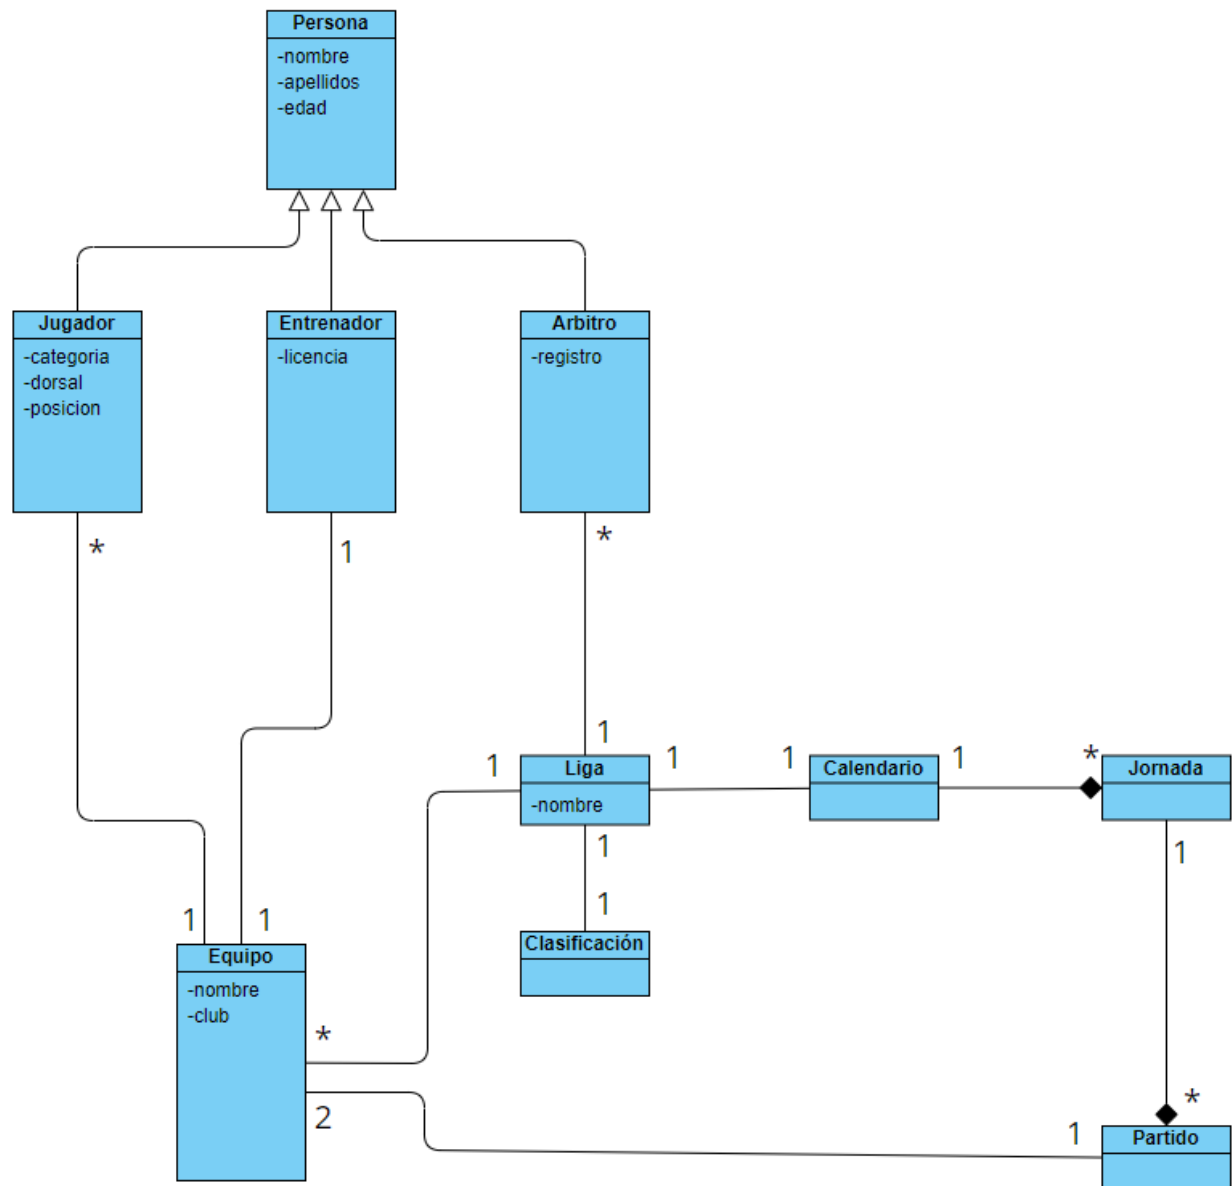 Persona
-nombre
-apellidos
-edad
Jugador
-categoria
-dorsal
-posicion
Entrenador
-licencia
Arbitro
-registro
*
1
*
1
1
1
1
*
1
Liga
-nombre
Calendario
Jornada
1
1
1
Clasificación
1
1
Equipo
-nombre
-club
*
2
*
1
Partido